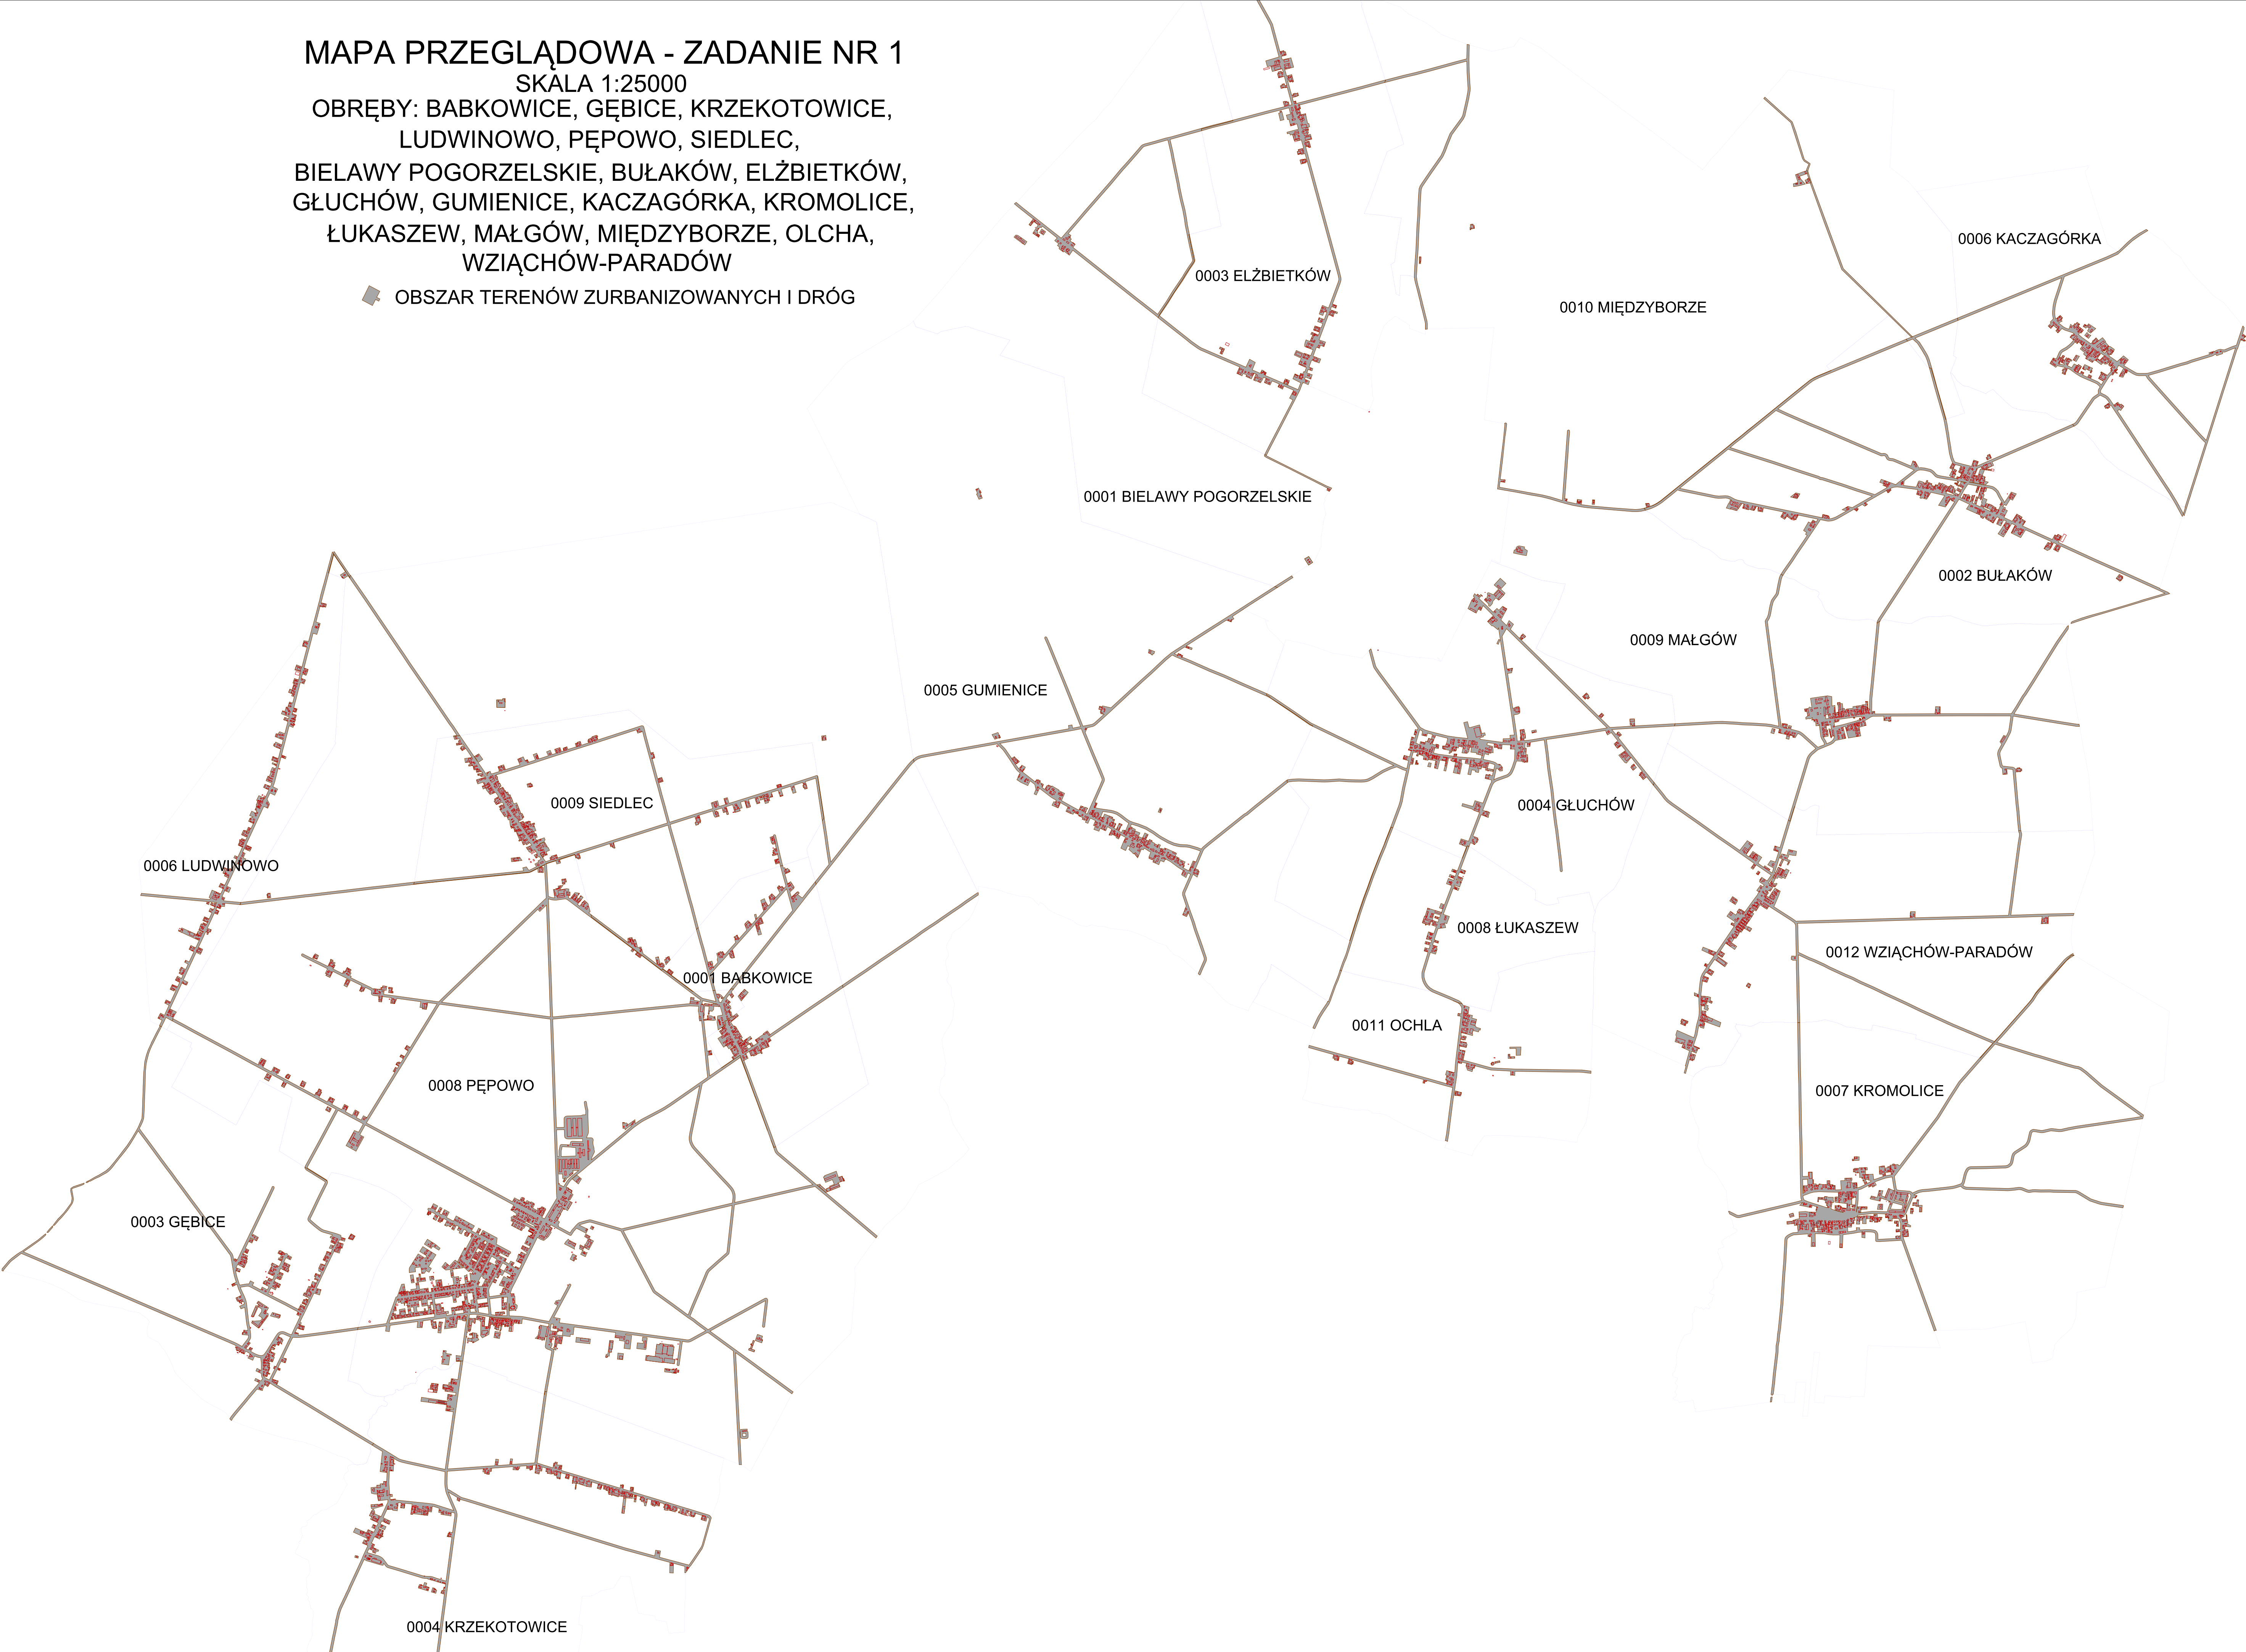 MAPA PRZEGLĄDOWA - ZADANIE NR 1
SKALA 1:25000
OBRĘBY: BABKOWICE, GĘBICE, KRZEKOTOWICE,
LUDWINOWO, PĘPOWO, SIEDLEC,
BIELAWY POGORZELSKIE, BUŁAKÓW, ELŻBIETKÓW,
GŁUCHÓW, GUMIENICE, KACZAGÓRKA, KROMOLICE,
ŁUKASZEW, MAŁGÓW, MIĘDZYBORZE, OLCHA,
WZIĄCHÓW-PARADÓW
OBSZAR TERENÓW ZURBANIZOWANYCH I DRÓG
0006 KACZAGÓRKA
0003 ELŻBIETKÓW
0010 MIĘDZYBORZE
0001 BIELAWY POGORZELSKIE
0002 BUŁAKÓW
0009 MAŁGÓW
0005 GUMIENICE
0009 SIEDLEC
0004 GŁUCHÓW
0006 LUDWINOWO
0008 ŁUKASZEW
0012 WZIĄCHÓW-PARADÓW
0001 BABKOWICE
0011 OCHLA
0008 PĘPOWO
0007 KROMOLICE
0003 GĘBICE
0004 KRZEKOTOWICE